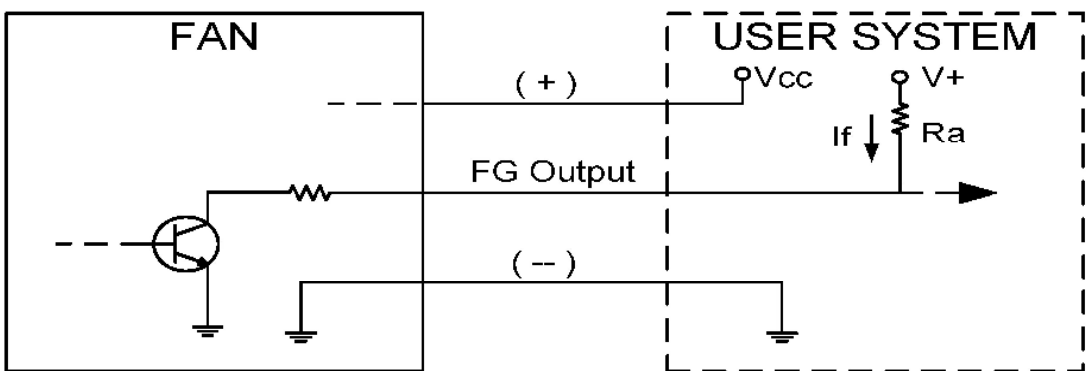 FAN
USER SYSTEM
( + )
Vcc
V+
If
Ra
FG Output
( -- )